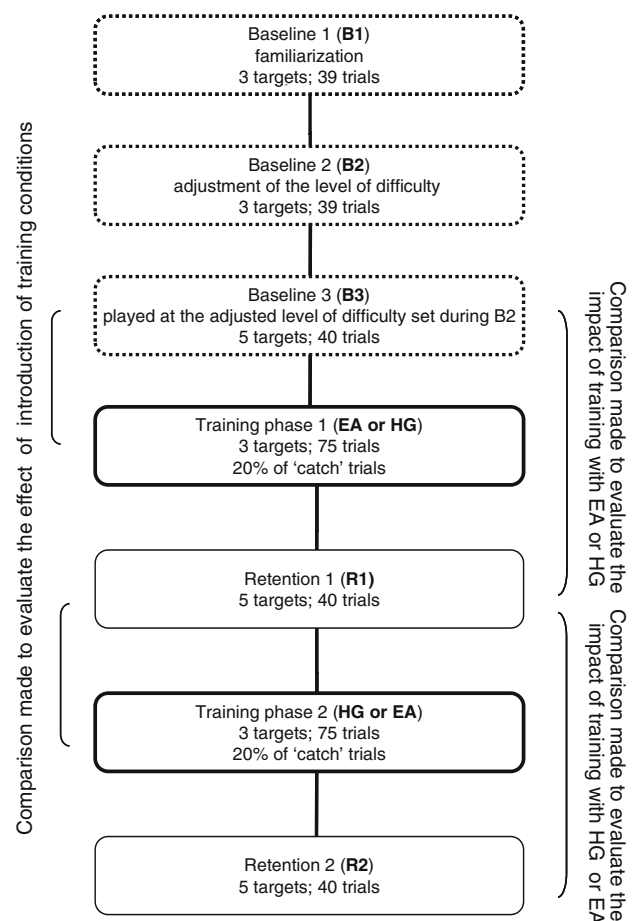 Baseline 1 (B1)
familiarization
3 targets; 39 trials
Baseline 2 (B2)
adjustment of the level of difficulty
3 targets; 39 trials
Baseline 3 (B3)
played at the adjusted level of difficulty set during B2
5 targets; 40 trials
Training phase 1 (EA or HG)
3 targets; 75 trials
20% of 'catch' trials
Retention 1 (R1)
5 targets; 40 trials
Training phase 2 (HG or EA)
3 targets; 75 trials
20% of 'catch' trials
Retention 2 (R2)
5 targets; 40 trials
Comparison made to evaluate the effect of introduction of training conditions
Comparison made to evaluate the
impact of training with EA or HG
Comparison made to evaluate the
impact of training with HG or EA